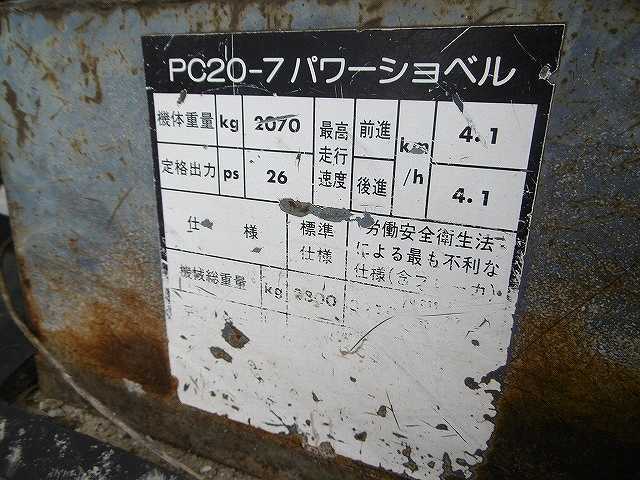 PC20-7パワーショベル
機体重量 kg 2070 最高走行速度 前進 km/h 4.1
定格出力 ps 26 後進 4.1
仕様 標準仕様 労働安全衛生法による最も不利な仕様(含
機械総重量 kg